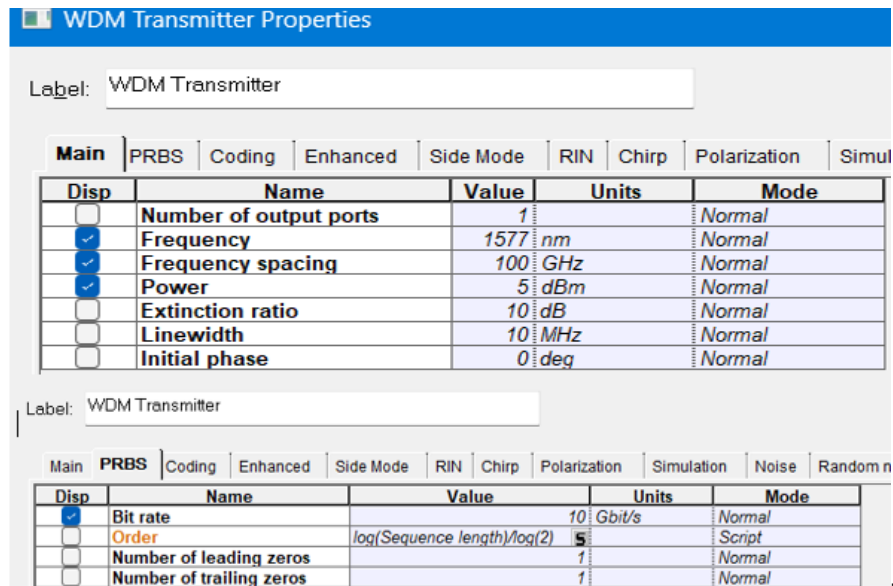 WDM Transmitter Properties
Label: WDM Transmitter
Main PRBS Coding Enhanced Side Mode RIN Chirp Polarization Simul
Disp Name Value Units Mode
Number of output ports 1 Normal
Frequency 1577 nm Normal
Frequency spacing 100 GHz Normal
Power 5 dBm Normal
Extinction ratio 10 dB Normal
Linewidth 10 MHz Normal
Initial phase 0 deg Normal
Label: WDM Transmitter
Main PRBS Coding Enhanced Side Mode RIN Chirp Polarization Simulation Noise Random n
Disp Name Value Units Mode
Bit rate 10 Gbit/s Normal
Order log(Sequence length)/log(2) S Script
Number of leading zeros 1 Normal
Number of trailing zeros 1 Normal